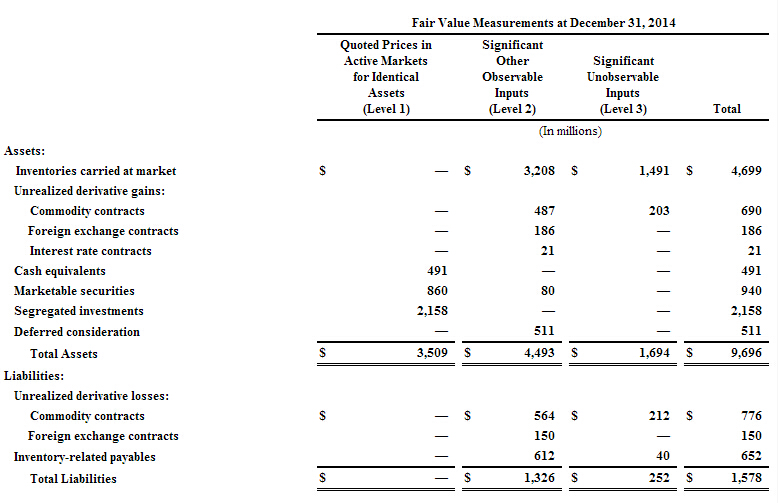 Fair Value Measurements at December 31, 2014
Quoted Prices in Active Markets for Identical Assets (Level 1) Significant Other Observable Inputs (Level 2) Significant Unobservable Inputs (Level 3) Total
(In millions)
Assets:
Inventories carried at market $ — $ 3,208 $ 1,491 $ 4,699
Unrealized derivative gains:
Commodity contracts — 487 203 690
Foreign exchange contracts — 186 — 186
Interest rate contracts — 21 — 21
Cash equivalents 491 — — 491
Marketable securities 860 80 — 940
Segregated investments 2,158 — — 2,158
Deferred consideration — 511 — 511
Total Assets $ 3,509 $ 4,493 $ 1,694 $ 9,696
Liabilities:
Unrealized derivative losses:
Commodity contracts $ — $ 564 $ 212 $ 776
Foreign exchange contracts — 150 — 150
Inventory-related payables — 612 40 652
Total Liabilities $ — $ 1,326 $ 252 $ 1,578